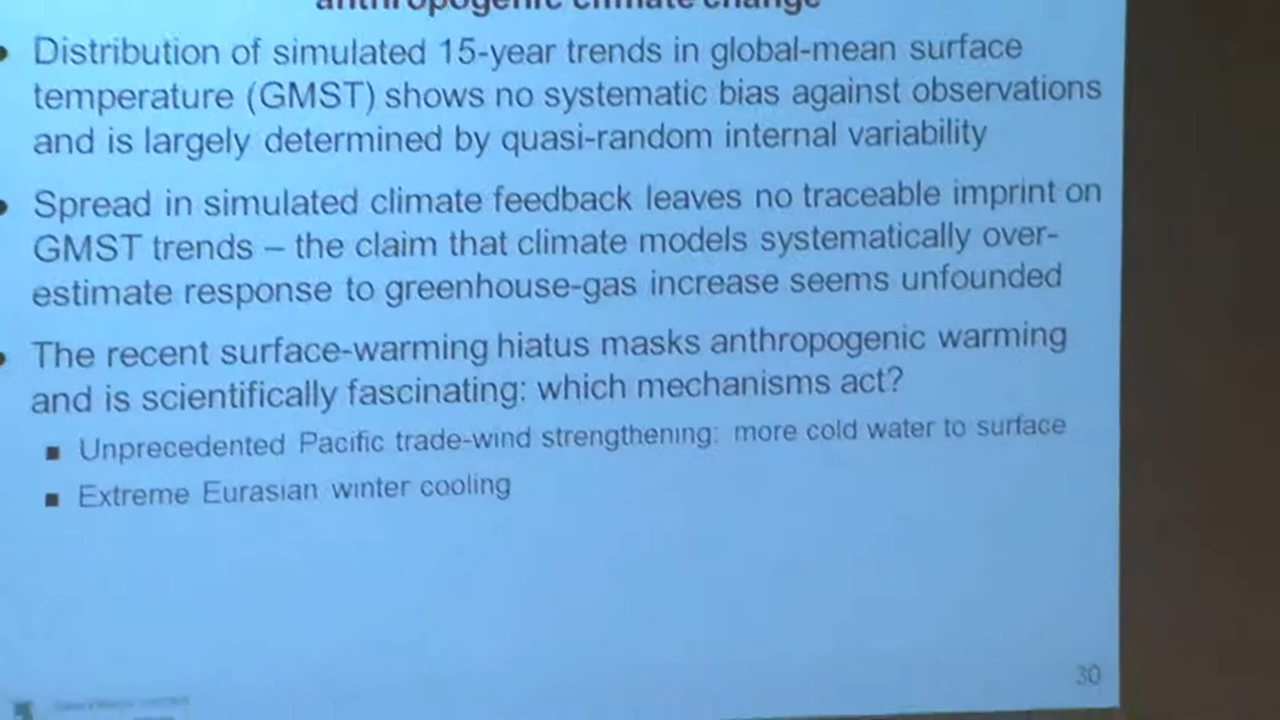 anthropogenic climate change
• Distribution of simulated 15-year trends in global-mean surface
temperature (GMST) shows no systematic bias against observations
and is largely determined by quasi-random internal variability
• Spread in simulated climate feedback leaves no traceable imprint on
GMST trends – the claim that climate models systematically over-
estimate response to greenhouse-gas increase seems unfounded
• The recent surface-warming hiatus masks anthropogenic warming
and is scientifically fascinating: which mechanisms act?
▪ Unprecedented Pacific trade-wind strengthening: more cold water to surface
▪ Extreme Eurasian winter cooling
30